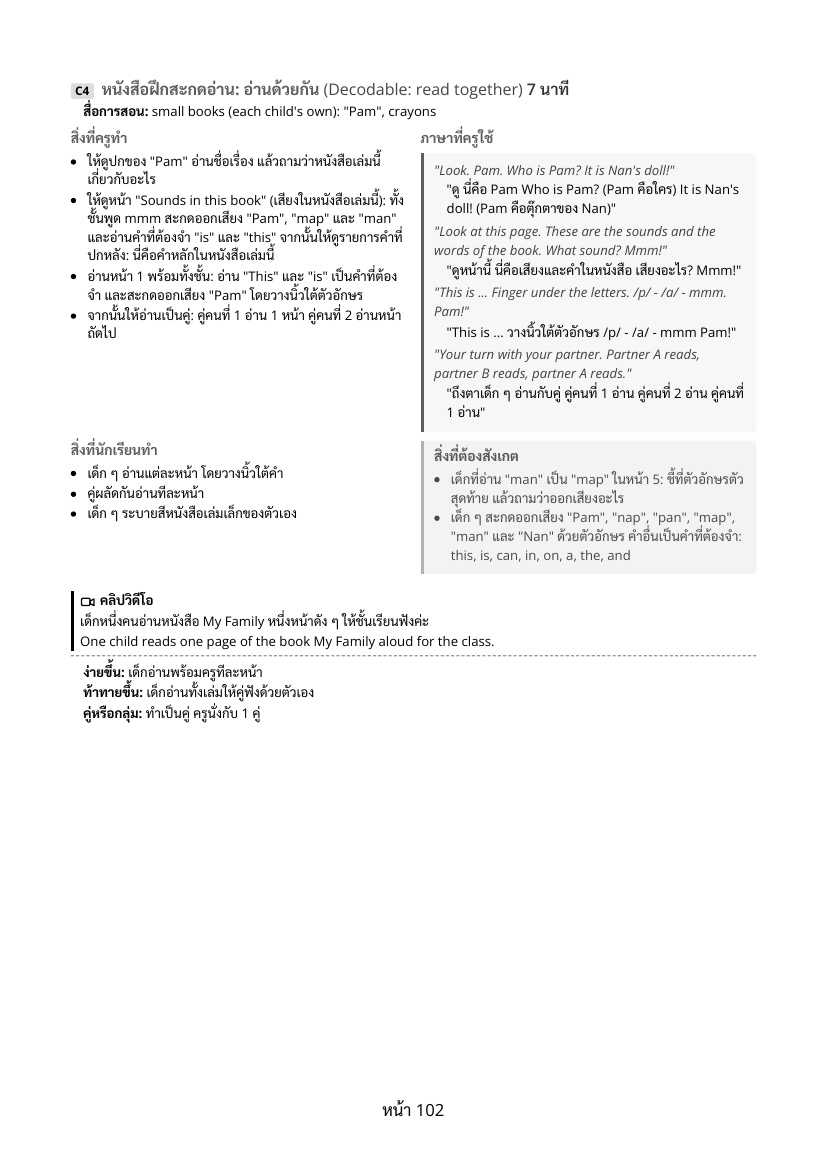 C4 หนังสือฝึกสะกดอ่าน: อ่านด้วยกัน (Decodable: read together) 7 นาที
สื่อการสอน: small books (each child's own): "Pam", crayons
สิ่งที่ครูทำ
• ให้ดูปกของ "Pam" อ่านชื่อเรื่อง แล้วถามว่าหนังสือเล่มนี้
เกี่ยวกับอะไร
• ให้ดูหน้า "Sounds in this book" (เสียงในหนังสือเล่มนี้): ทั้ง
ชั้นพูด mmm สะกดออกเสียง "Pam", "map" และ "man"
และอ่านคำที่ต้องจำ "is" และ "this" จากนั้นให้ดูรายการคำที่
ปกหลัง: นี่คือคำหลักในหนังสือเล่มนี้
• อ่านหน้า 1 พร้อมทั้งชั้น: อ่าน "This" และ "is" เป็นคำที่ต้อง
จำ และสะกดออกเสียง "Pam" โดยวางนิ้วใต้ตัวอักษร
• จากนั้นให้อ่านเป็นคู่: คู่คนที่ 1 อ่าน 1 หน้า คู่คนที่ 2 อ่านหน้า
ถัดไป
ภาษาที่ครูใช้
"Look. Pam. Who is Pam? It is Nan's doll!"
"ดู นี่คือ Pam Who is Pam? (Pam คือใคร) It is Nan's
doll! (Pam คือตุ๊กตาของ Nan)"
"Look at this page. These are the sounds and the
words of the book. What sound? Mmm!"
"ดูหน้านี้ นี่คือเสียงและคำในหนังสือ เสียงอะไร? Mmm!"
"This is ... Finger under the letters. /p/ - /a/ - mmm.
Pam!"
"This is ... วางนิ้วใต้ตัวอักษร /p/ - /a/ - mmm Pam!"
"Your turn with your partner. Partner A reads,
partner B reads, partner A reads."
"ถึงตาเด็ก ๆ อ่านกับคู่ คู่คนที่ 1 อ่าน คู่คนที่ 2 อ่าน คู่คนที่
1 อ่าน"
สิ่งที่นักเรียนทำ
• เด็ก ๆ อ่านแต่ละหน้า โดยวางนิ้วใต้คำ
• คู่ผลัดกันอ่านทีละหน้า
• เด็ก ๆ ระบายสีหนังสือเล่มเล็กของตัวเอง
สิ่งที่ต้องสังเกต
• เด็กที่อ่าน "man" เป็น "map" ในหน้า 5: ชี้ที่ตัวอักษรตัว
สุดท้าย แล้วถามว่าออกเสียงอะไร
• เด็ก ๆ สะกดออกเสียง "Pam", "nap", "pan", "map",
"man" และ "Nan" ด้วยตัวอักษร คำอื่นเป็นคำที่ต้องจำ:
this, is, can, in, on, a, the, and
คลิปวิดีโอ
เด็กหนึ่งคนอ่านหนังสือ My Family หนึ่งหน้าดัง ๆ ให้ชั้นเรียนฟังค่ะ
One child reads one page of the book My Family aloud for the class.
ง่ายขึ้น: เด็กอ่านพร้อมครูทีละหน้า
ท้าทายขึ้น: เด็กอ่านทั้งเล่มให้คู่ฟังด้วยตัวเอง
คู่หรือกลุ่ม: ทำเป็นคู่ ครูนั่งกับ 1 คู่
หน้า 102